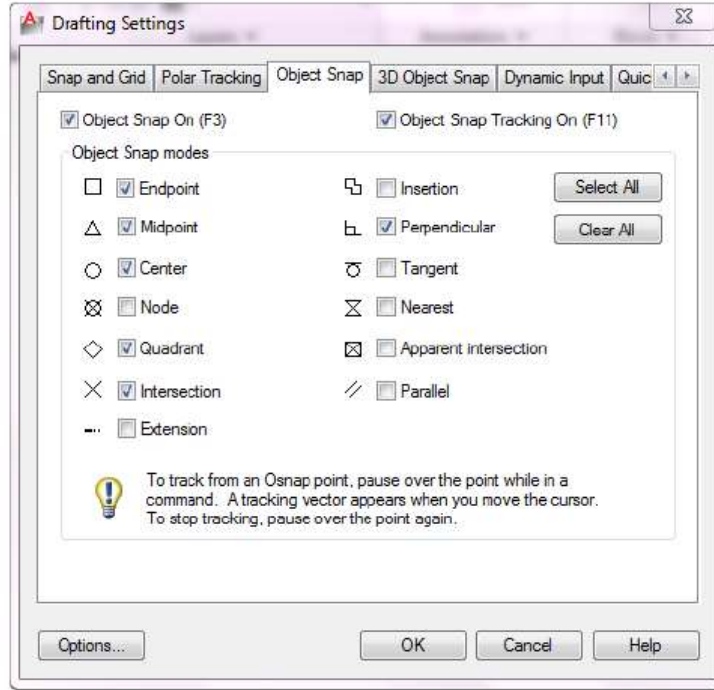 Drafting Settings
Snap and Grid Polar Tracking Object Snap 3D Object Snap Dynamic Input Quic
Object Snap On (F3) Object Snap Tracking On (F11)
Object Snap modes
Endpoint Insertion Select All
Midpoint Perpendicular Clear All
Center Tangent
Node Nearest
Quadrant Apparent intersection
Intersection Parallel
Extension
To track from an Osnap point, pause over the point while in a
command. A tracking vector appears when you move the cursor.
To stop tracking, pause over the point again.
Options... OK Cancel Help